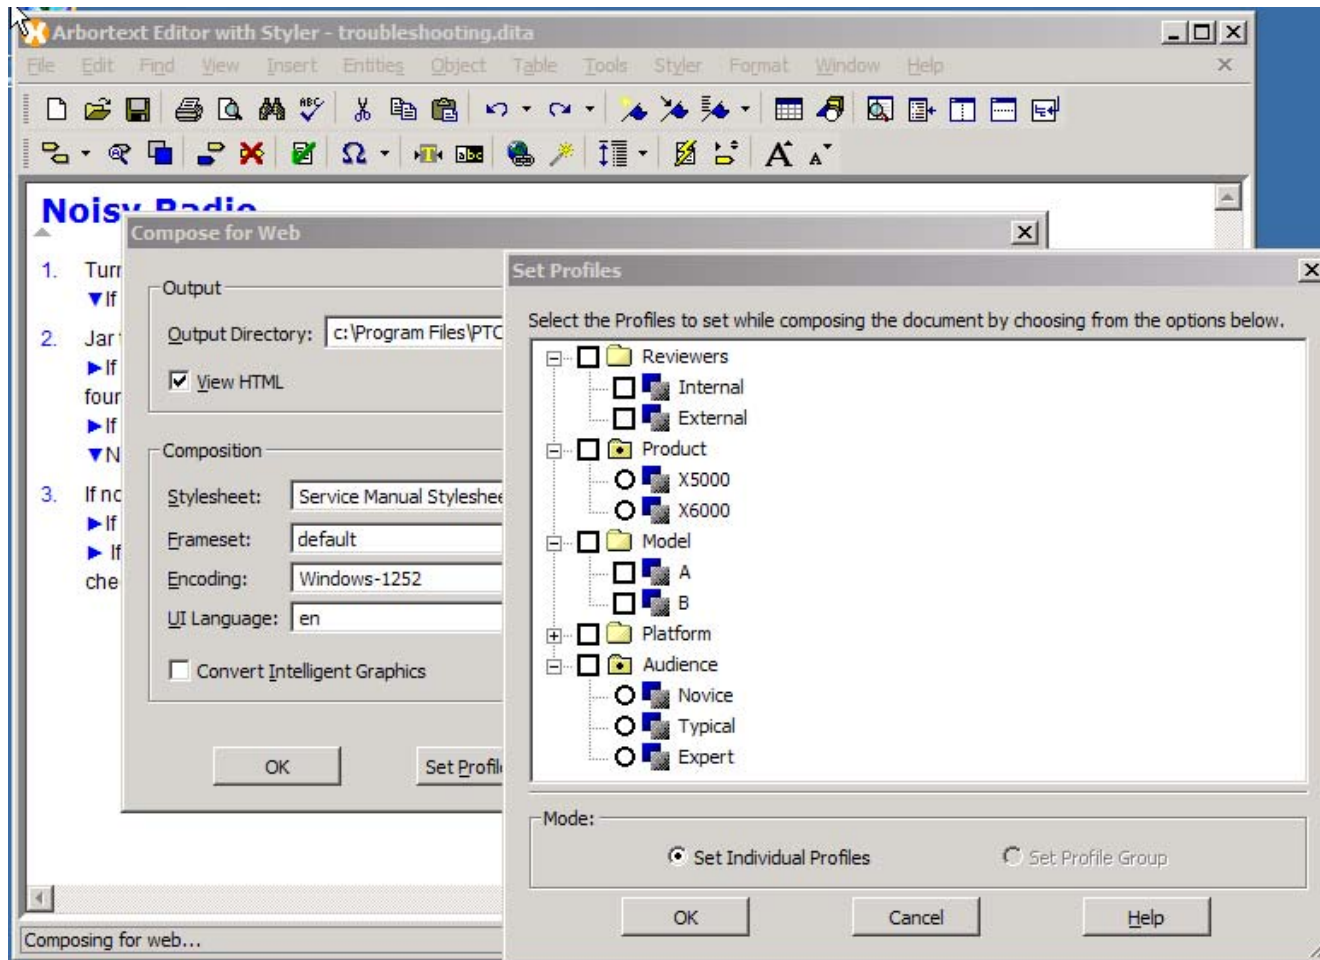 Arbortext Editor with Styler - troubleshooting.dita
File Edit Find View Insert Entities Object Table Tools Styler Format Window Help
Noisy Radio
Compose for Web
Set Profiles
1. Turn
▼If
2. Jar
►If
four
►If
▼N
3. If no
►If
► If
che
Output
Output Directory: c:\Program Files\PTC
View HTML
Composition
Stylesheet: Service Manual Styleshee
Frameset: default
Encoding: Windows-1252
UI Language: en
Convert Intelligent Graphics
OK Set Profil
Select the Profiles to set while composing the document by choosing from the options below.
Reviewers
Internal
External
Product
X5000
X6000
Model
A
B
Platform
Audience
Novice
Typical
Expert
Mode:
Set Individual Profiles Set Profile Group
OK Cancel Help
Composing for web...